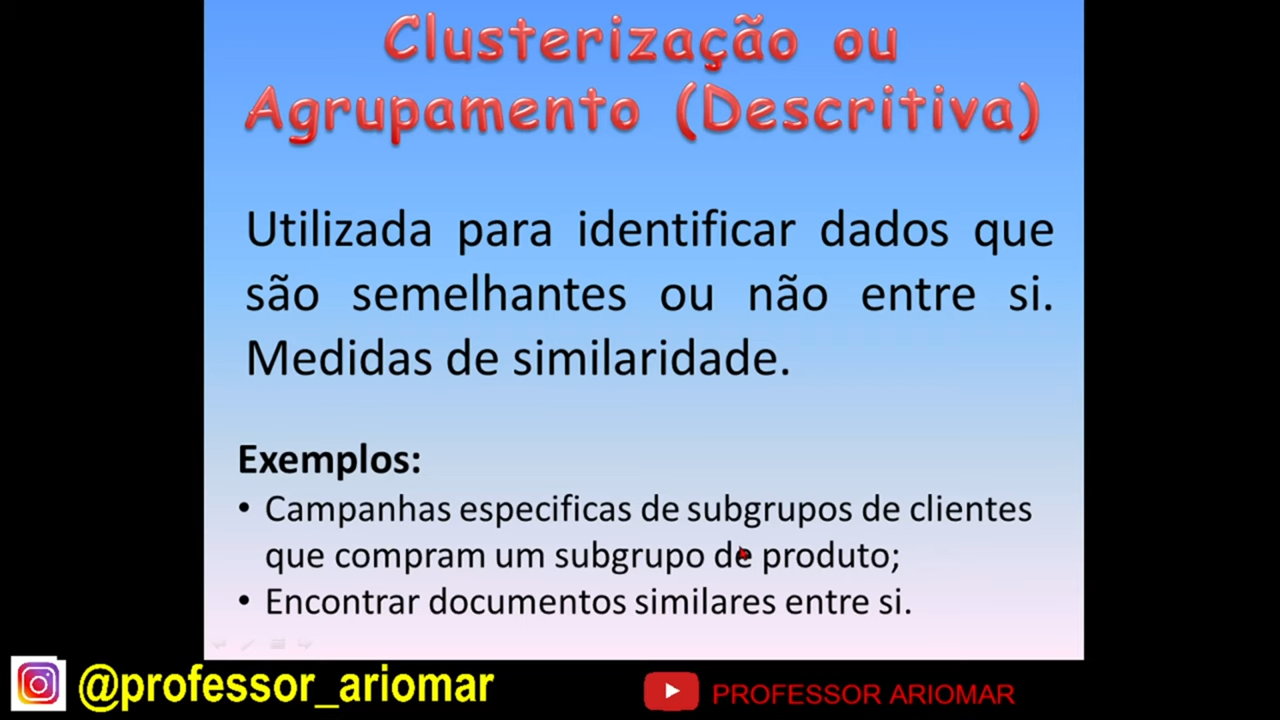 Clusterização ou
Agrupamento (Descritiva)
Utilizada para identificar dados que
são semelhantes ou não entre si.
Medidas de similaridade.
Exemplos:
• Campanhas especificas de subgrupos de clientes
que compram um subgrupo de produto;
• Encontrar documentos similares entre si.
@professor_ariomar
PROFESSOR ARIOMAR